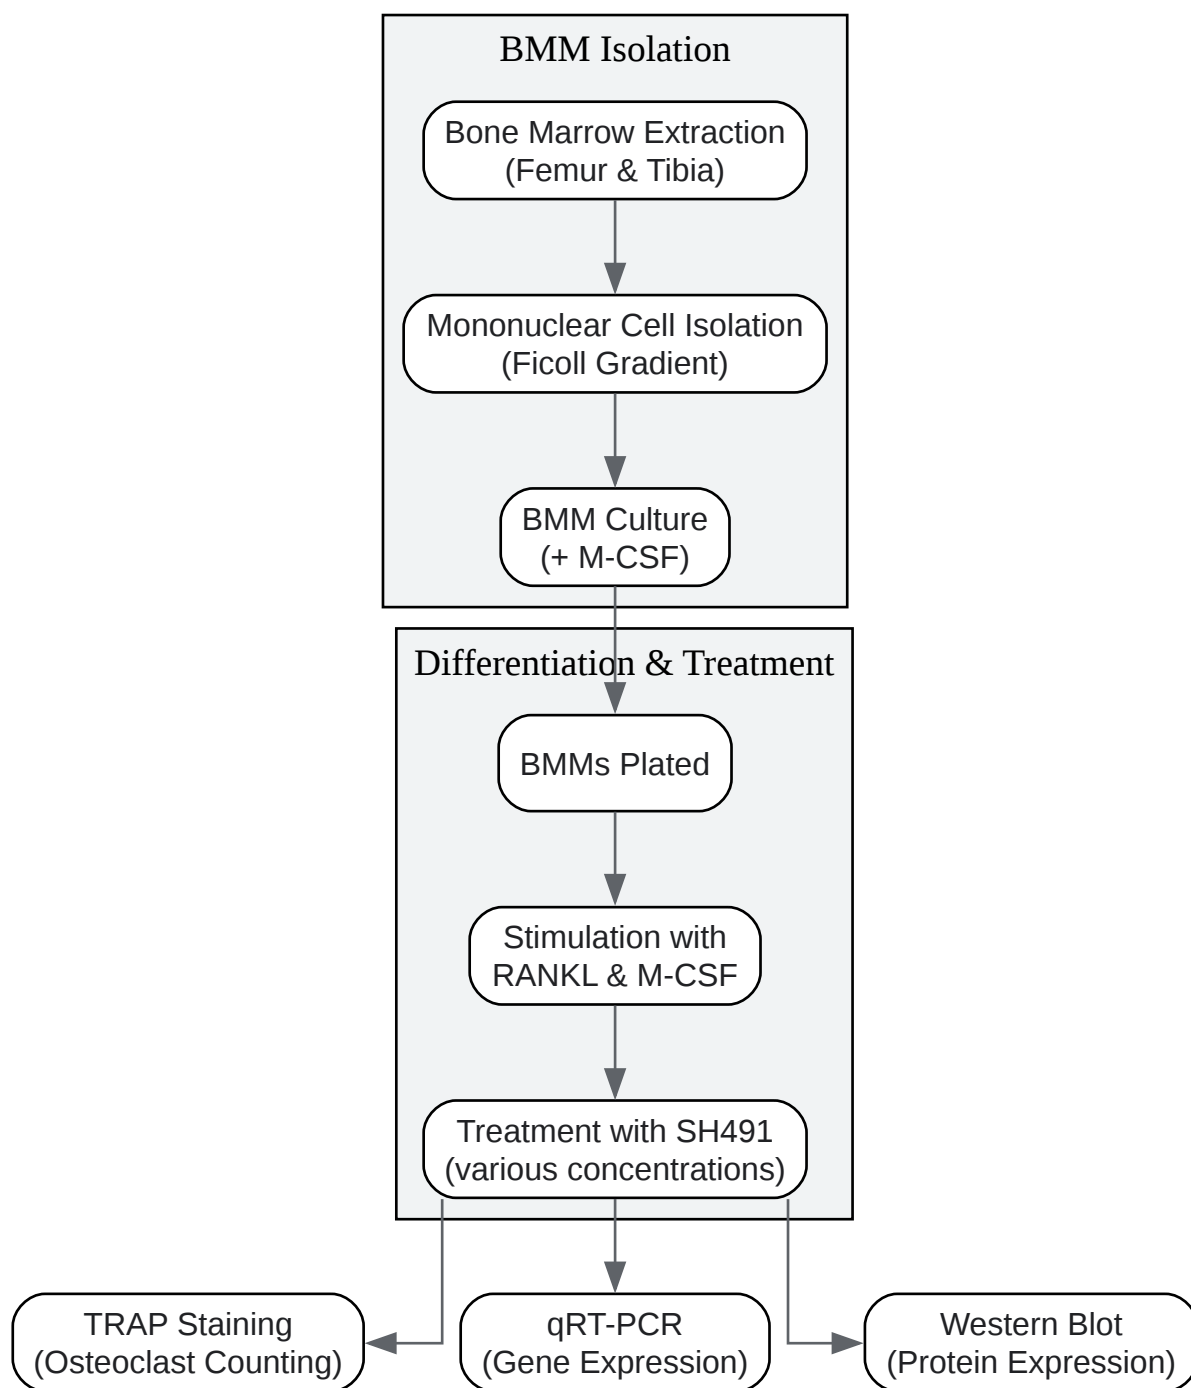 BMM Isolation
Bone Marrow Extraction
(Femur & Tibia)
Mononuclear Cell Isolation
(Ficoll Gradient)
BMM Culture
(+ M-CSF)
Differentiation & Treatment
BMMs Plated
Stimulation with
RANKL & M-CSF
Treatment with SH491
(various concentrations)
TRAP Staining
(Osteoclast Counting)
qRT-PCR
(Gene Expression)
Western Blot
(Protein Expression)